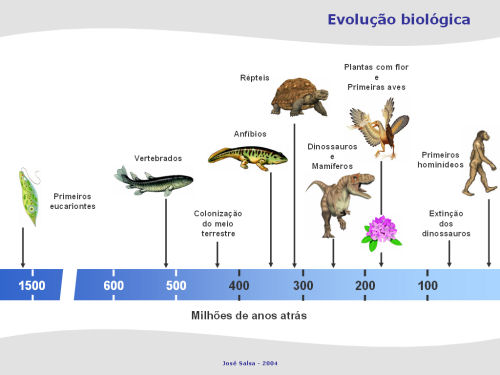 Evolução biológica
Plantas com flor
e
Primeiras aves
Répteis
Anfíbios
Dinossauros
e
Mamíferos
Vertebrados
Primeiros
hominídeos
Primeiros
eucariontes
Colonização
do meio
terrestre
Extinção
dos
dinossauros
1500 600 500 400 300 200 100
Milhões de anos atrás
José Salsa - 2004